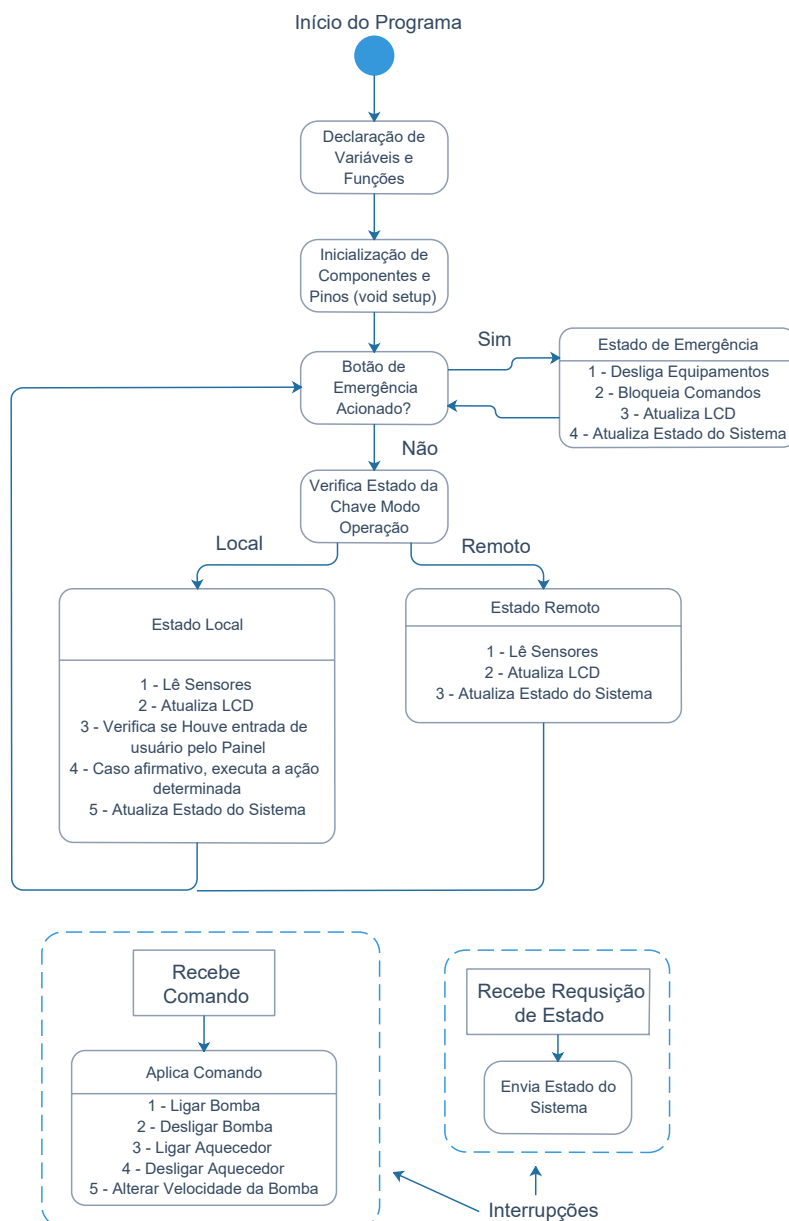 Início do Programa
Declaração de
Variáveis e
Funções
Inicialização de
Componentes e
Pinos (void setup)
Botão de
Emergência
Acionado?
Sim
Estado de Emergência
1 - Desliga Equipamentos
2 - Bloqueia Comandos
3 - Atualiza LCD
4 - Atualiza Estado do Sistema
Não
Verifica Estado da
Chave Modo
Operação
Local
Remoto
Estado Local
1 - Lê Sensores
2 - Atualiza LCD
3 - Verifica se Houve entrada de
usuário pelo Painel
4 - Caso afirmativo, executa a ação
determinada
5 - Atualiza Estado do Sistema
Estado Remoto
1 - Lê Sensores
2 - Atualiza LCD
3 - Atualiza Estado do Sistema
Recebe
Comando
Aplica Comando
1 - Ligar Bomba
2 - Desligar Bomba
3 - Ligar Aquecedor
4 - Desligar Aquecedor
5 - Alterar Velocidade da Bomba
Recebe Requsição
de Estado
Envia Estado do
Sistema
Interrupções